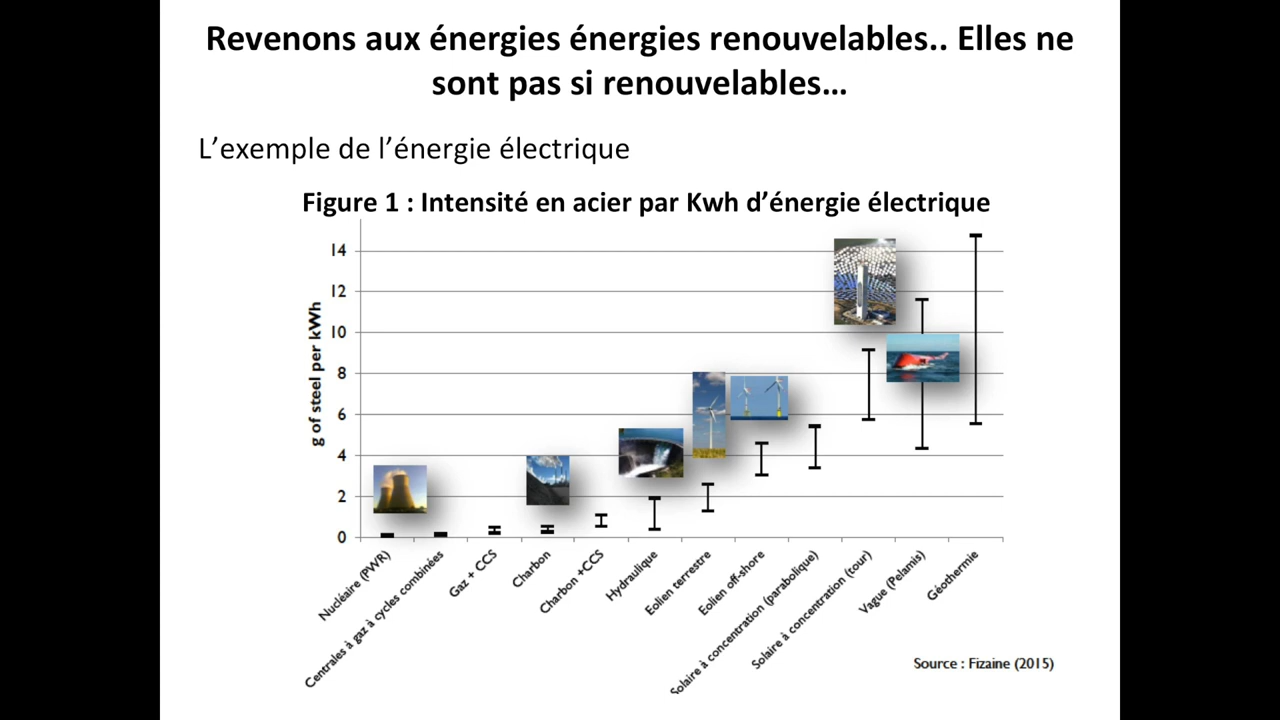 Revenons aux énergies énergies renouvelables.. Elles ne
sont pas si renouvelables…
L’exemple de l’énergie électrique
Figure 1 : Intensité en acier par Kwh d’énergie électrique
g of steel per kWh
14
12
10
8
6
4
2
0
Nucléaire (PWR)
Centrales à gaz à cycles combinées
Gaz + CCS
Charbon
Charbon +CCS
Hydraulique
Eolien terrestre
Eolien off-shore
Solaire à concentration (parabolique)
Solaire à concentration (tour)
Vague (Pelamis)
Géothermie
Source : Fizaine (2015)